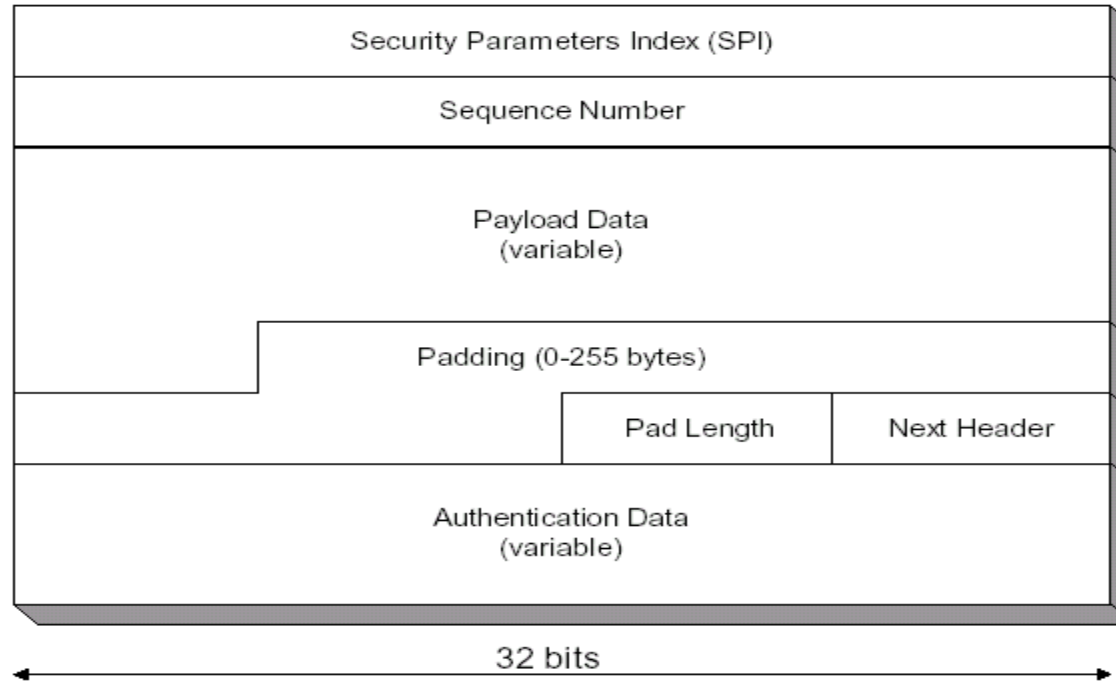 Security Parameters Index (SPI)
Sequence Number
Payload Data
(variable)
Padding (0-255 bytes)
Pad Length
Next Header
Authentication Data
(variable)
32 bits